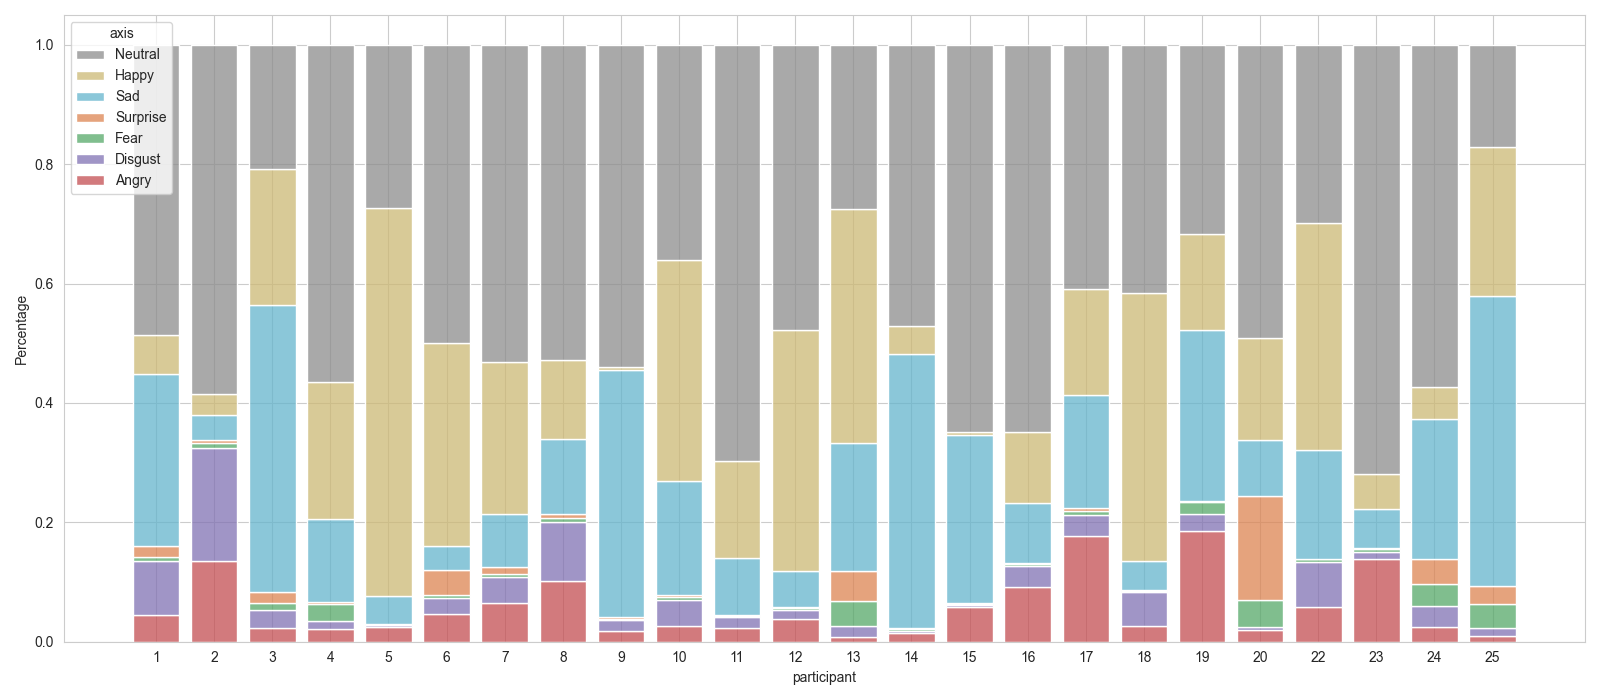 axis
Neutral
Happy
Sad
Surprise
Fear
Disgust
Angry
1.0
0.8
0.6
0.4
0.2
0.0
Percentage
1 2 3 4 5 6 7 8 9 10 11 12 13 14 15 16 17 18 19 20 22 23 24 25
participant